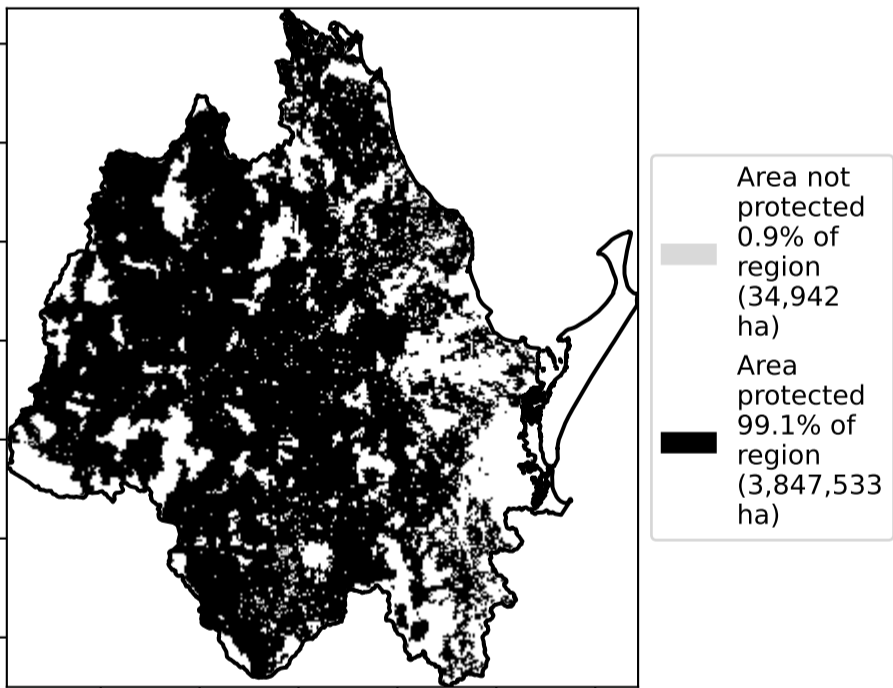 Area not
protected
0.9% of
region
(34,942
ha)
Area
protected
99.1% of
region
(3,847,533
ha)